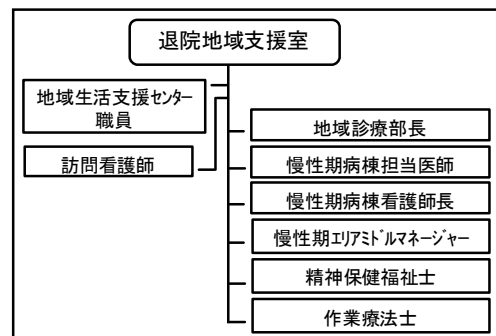 退院地域支援室
地域生活支援ｾﾝﾀｰ
職員
訪問看護師
地域診療部長
慢性期病棟担当医師
慢性期病棟看護師長
慢性期ｴﾘｱﾐﾄﾞﾙﾏﾈｰｼﾞｬｰ
精神保健福祉士
作業療法士